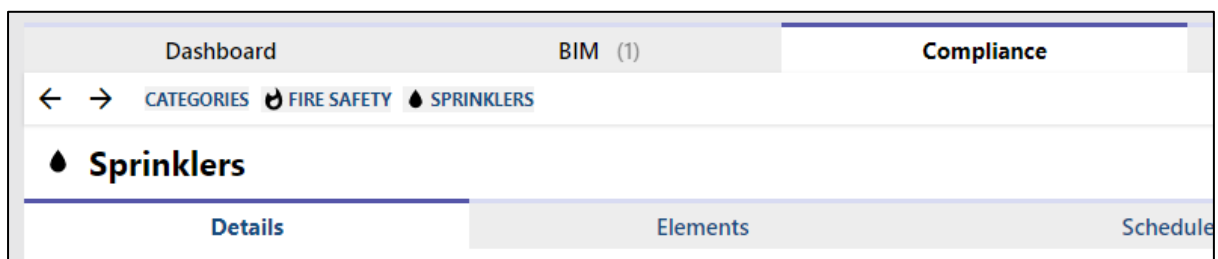 Dashboard BIM (1) Compliance
CATEGORIES FIRE SAFETY SPRINKLERS
Sprinklers
Details Elements Schedule